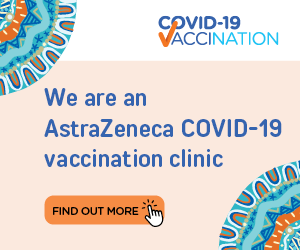 COVID-19
VACCINATION
We are an
AstraZeneca COVID-19
vaccination clinic
FIND OUT MORE